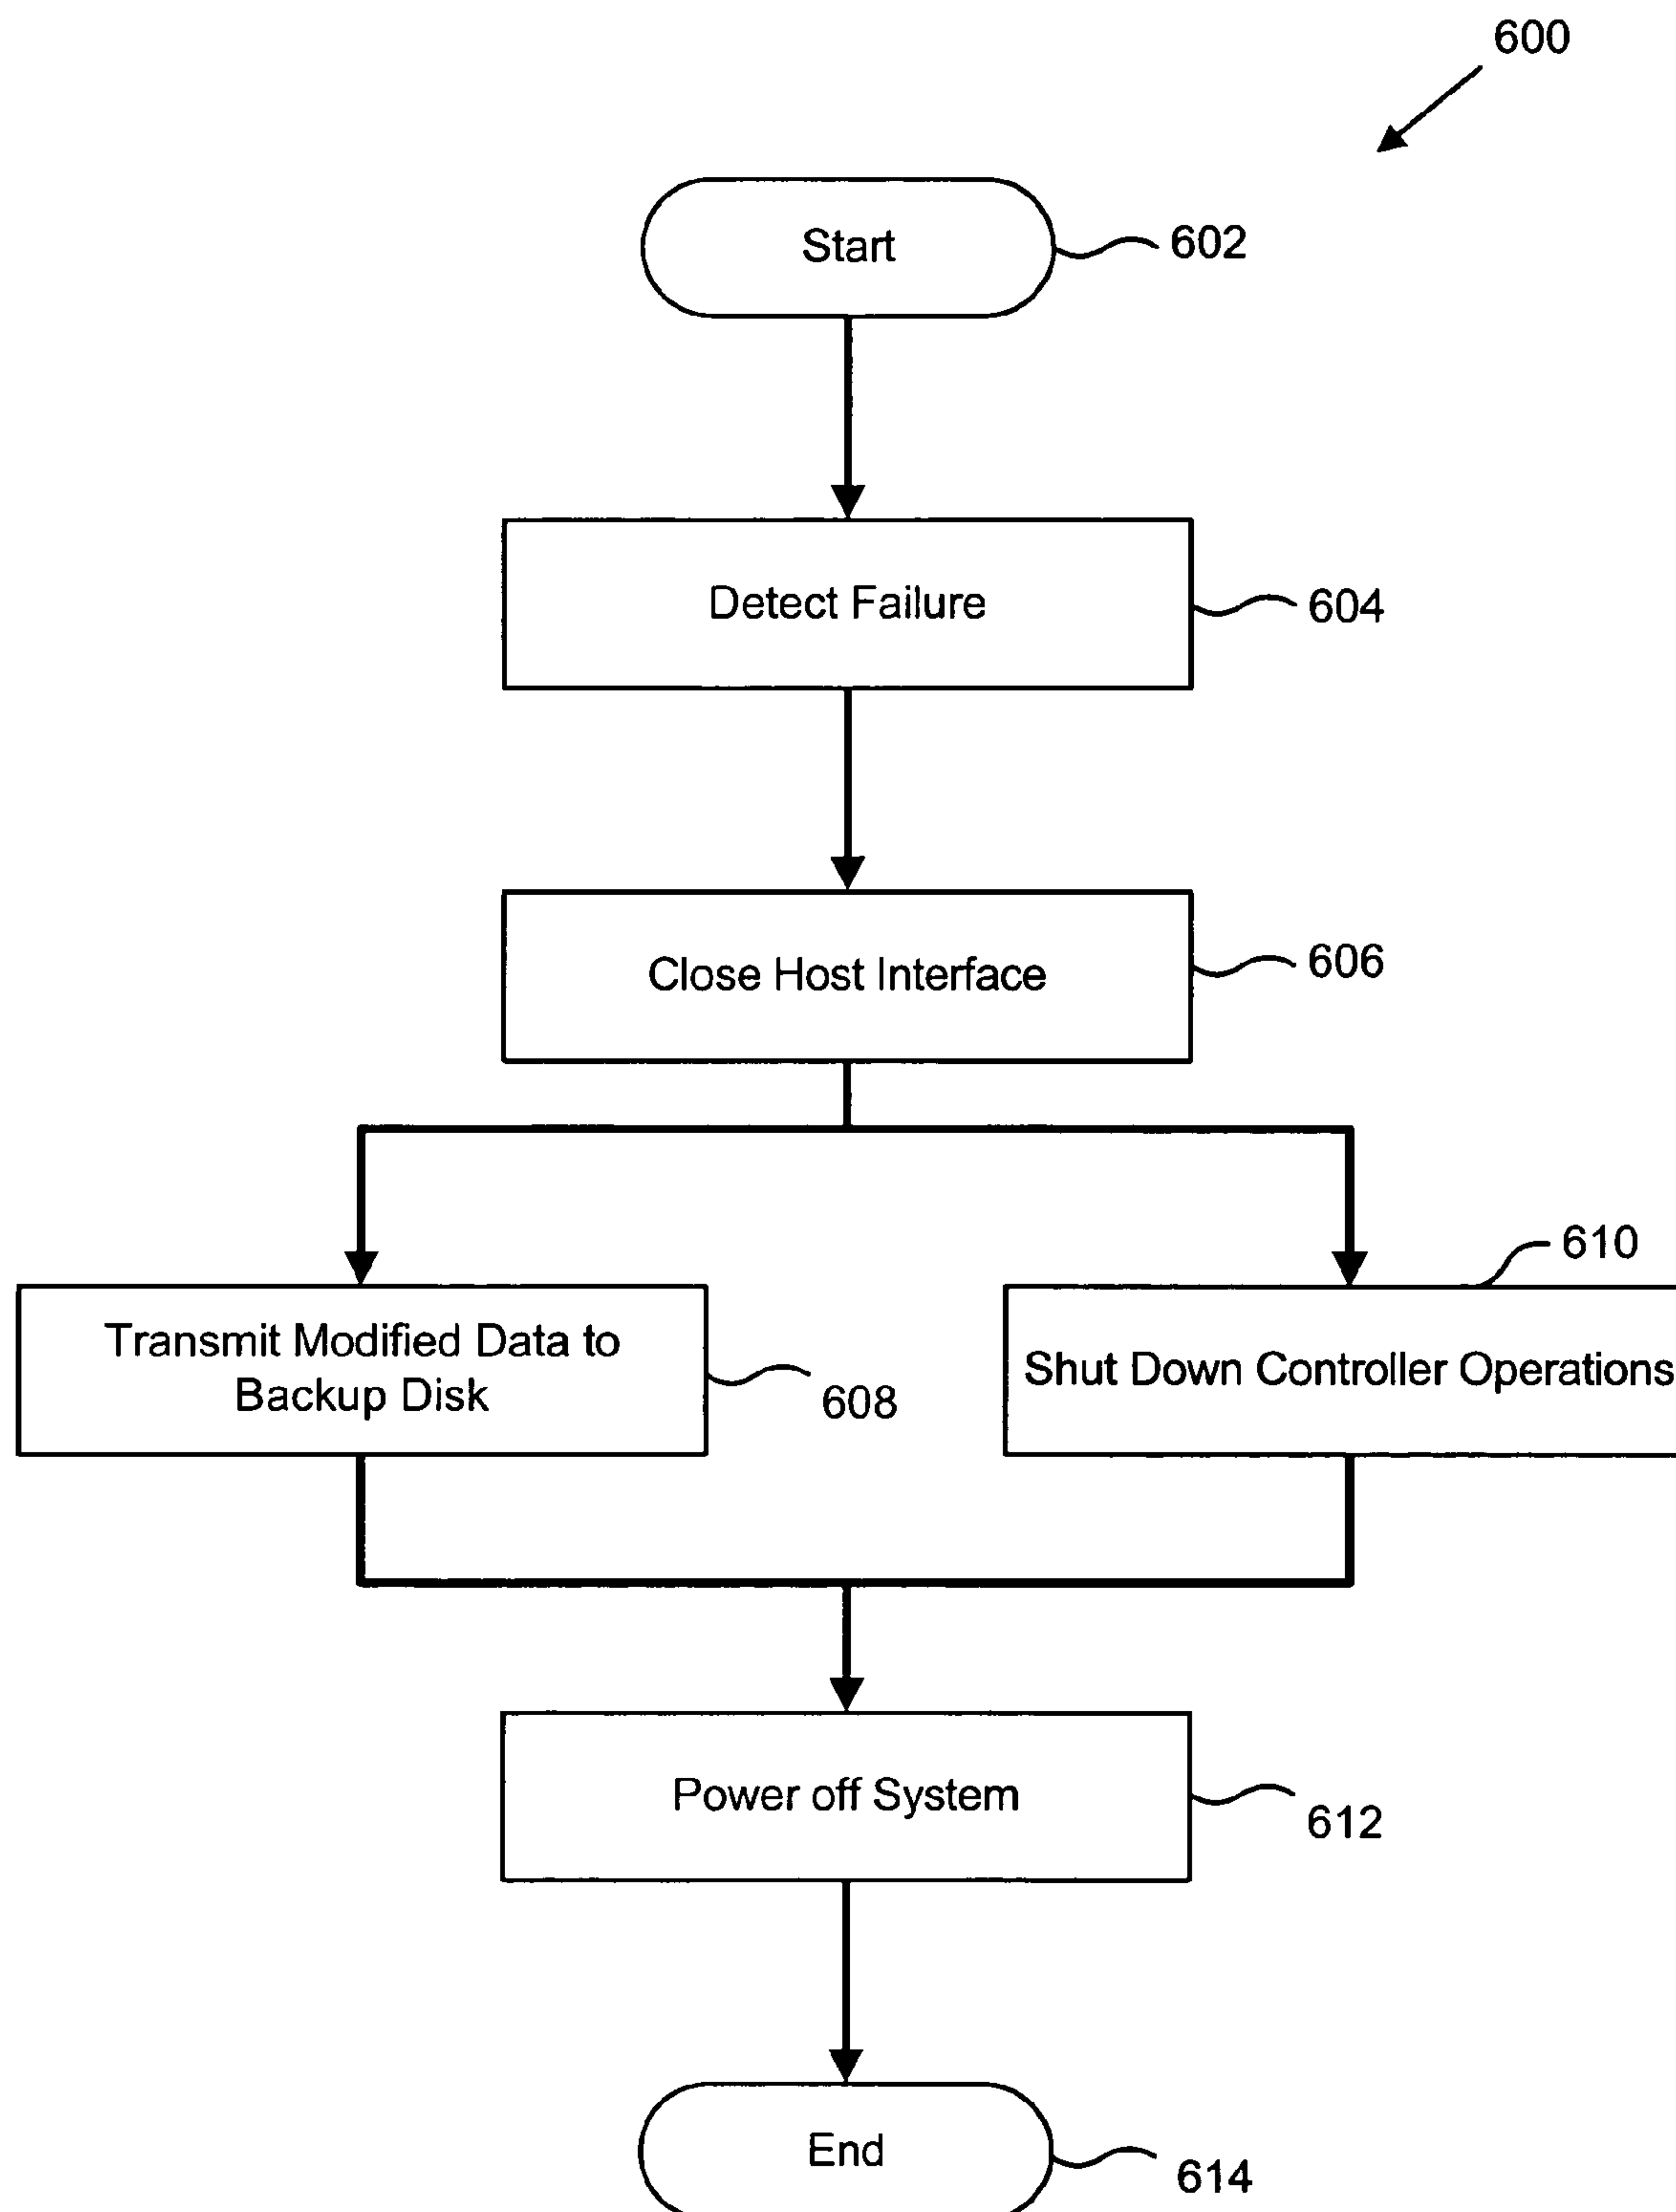 600
Start
602
Detect Failure
604
Close Host Interface
606
Transmit Modified Data to
Backup Disk
608
610
Shut Down Controller Operations
Power off System
612
End
614